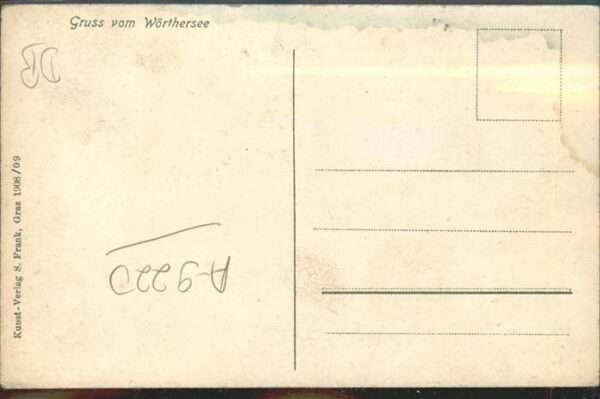 Gruss vom Wörthersee
Kunst-Verlag S. Frank, Graz 1908/09
A-9220